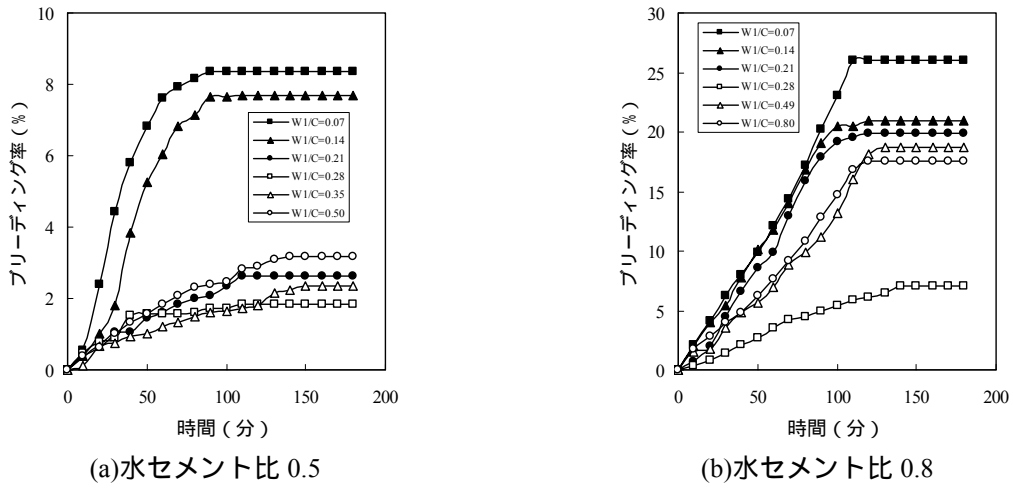 10
8
6
4
2
0
ブリーディング率(%)
W1/C=0.07
W1/C=0.14
W1/C=0.21
W1/C=0.28
W1/C=0.35
W1/C=0.50
0 50 100 150 200
時間(分)
(a)水セメント比 0.5
30
25
20
15
10
5
0
ブリーディング率(%)
W1/C=0.07
W1/C=0.14
W1/C=0.21
W1/C=0.28
W1/C=0.49
W1/C=0.80
0 50 100 150 200
時間(分)
(b)水セメント比 0.8